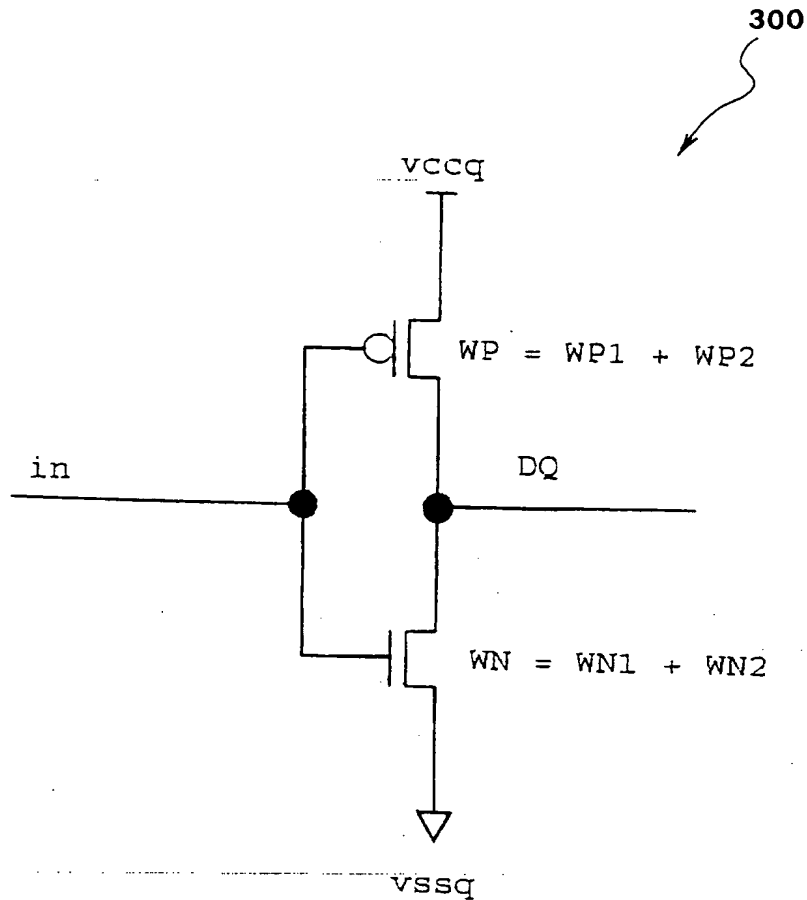 300
vccq
WP = WP1 + WP2
in
DQ
WN = WN1 + WN2
vssq